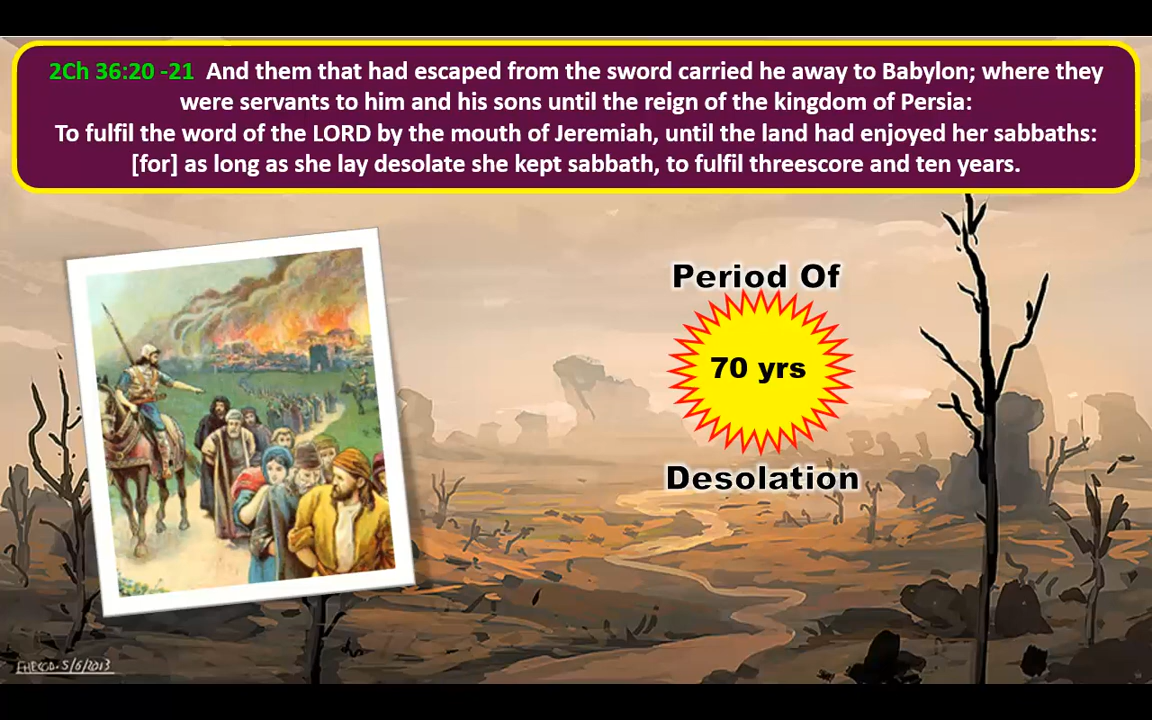 2Ch 36:20 -21 And them that had escaped from the sword carried he away to Babylon; where they
were servants to him and his sons until the reign of the kingdom of Persia:
To fulfil the word of the LORD by the mouth of Jeremiah, until the land had enjoyed her sabbaths:
[for] as long as she lay desolate she kept sabbath, to fulfil threescore and ten years.
Period Of
70 yrs
Desolation
5/6/2013